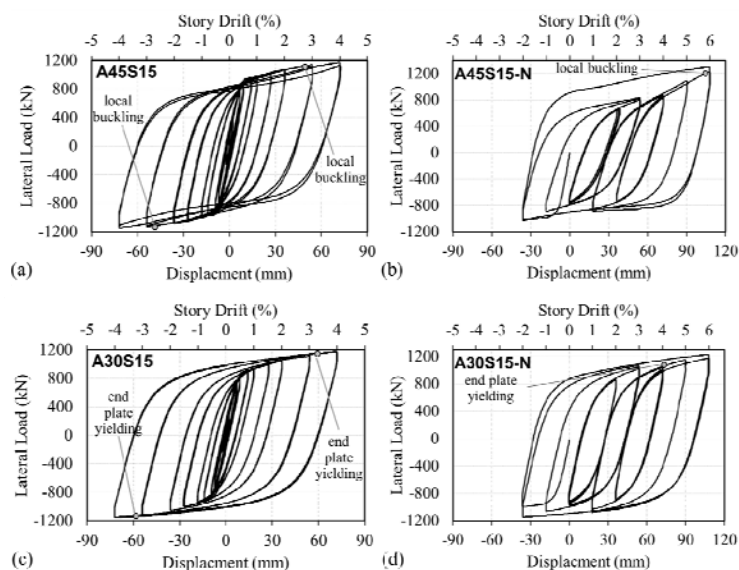 Story Drift (%)
-5 -4 -3 -2 -1 0 1 2 3 4 5
A45S15
local
buckling
local
buckling
Lateral Load (kN)
1200
800
400
0
-400
-800
-1200
-90 -60 -30 0 30 60 90
Displacment (mm)
(a)
Story Drift (%)
-4 -3 -2 -1 0 1 2 3 4 5 6
A45S15-N
local buckling
Lateral Load (kN)
1200
800
400
0
-400
-800
-1200
-60 -30 0 30 60 90 120
Displacment (mm)
(b)
Story Drift (%)
-5 -4 -3 -2 -1 0 1 2 3 4 5
A30S15
end
plate
yielding
end
plate
yielding
Lateral Load (kN)
1200
800
400
0
-400
-800
-1200
-90 -60 -30 0 30 60 90
Displacment (mm)
(c)
Story Drift (%)
-4 -3 -2 -1 0 1 2 3 4 5 6
A30S15-N
end plate
yielding
Lateral Load (kN)
1200
800
400
0
-400
-800
-1200
-60 -30 0 30 60 90 120
Displacment (mm)
(d)